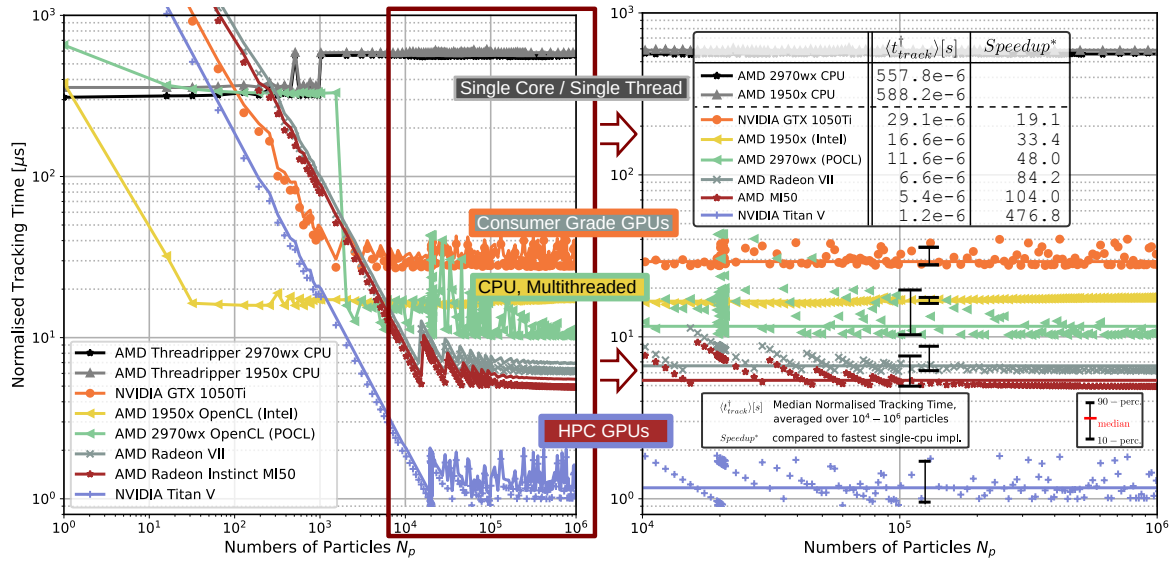 Normalised Tracking Time [μs]
10³
10²
10¹
10⁰
Single Core / Single Thread
Consumer Grade GPUs
CPU, Multithreaded
HPC GPUs
AMD Threadripper 2970wx CPU
AMD Threadripper 1950x CPU
NVIDIA GTX 1050Ti
AMD 1950x OpenCL (Intel)
AMD 2970wx OpenCL (POCL)
AMD Radeon VII
AMD Radeon Instinct MI50
NVIDIA Titan V
10⁰ 10¹ 10² 10³ 10⁴ 10⁵ 10⁶
Numbers of Particles Nₚ
10³
10²
10¹
10⁰
⟨t†track⟩[s] Speedup*
AMD 2970wx CPU 557.8e-6
AMD 1950x CPU 588.2e-6
NVIDIA GTX 1050Ti 29.1e-6 19.1
AMD 1950x (Intel) 16.6e-6 33.4
AMD 2970wx (POCL) 11.6e-6 48.0
AMD Radeon VII 6.6e-6 84.2
AMD MI50 5.4e-6 104.0
NVIDIA Titan V 1.2e-6 476.8
⟨t†track⟩[s] Median Normalised Tracking Time,
averaged over 10⁴ − 10⁶ particles
Speedup* compared to fastest single-cpu impl.
90 − perc.
median
10 − perc.
10⁴ 10⁵ 10⁶
Numbers of Particles Nₚ